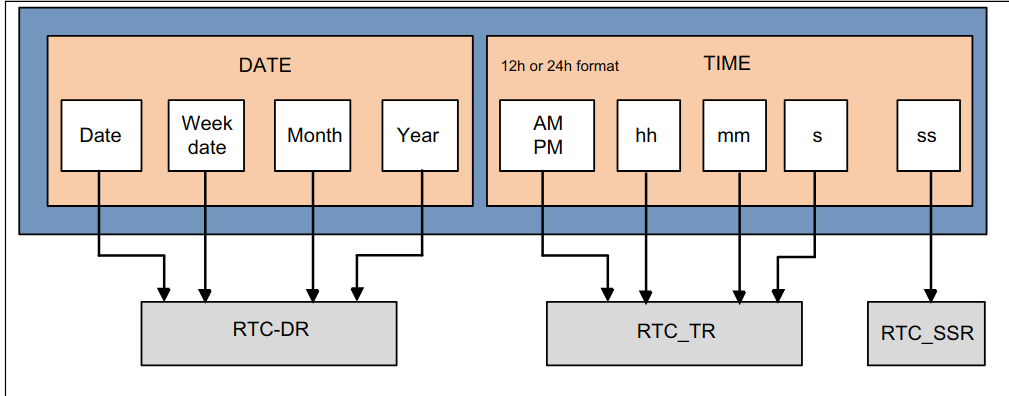 DATE
12h or 24h format
TIME
Date
Week
date
Month
Year
AM
PM
hh
mm
s
ss
RTC-DR
RTC_TR
RTC_SSR